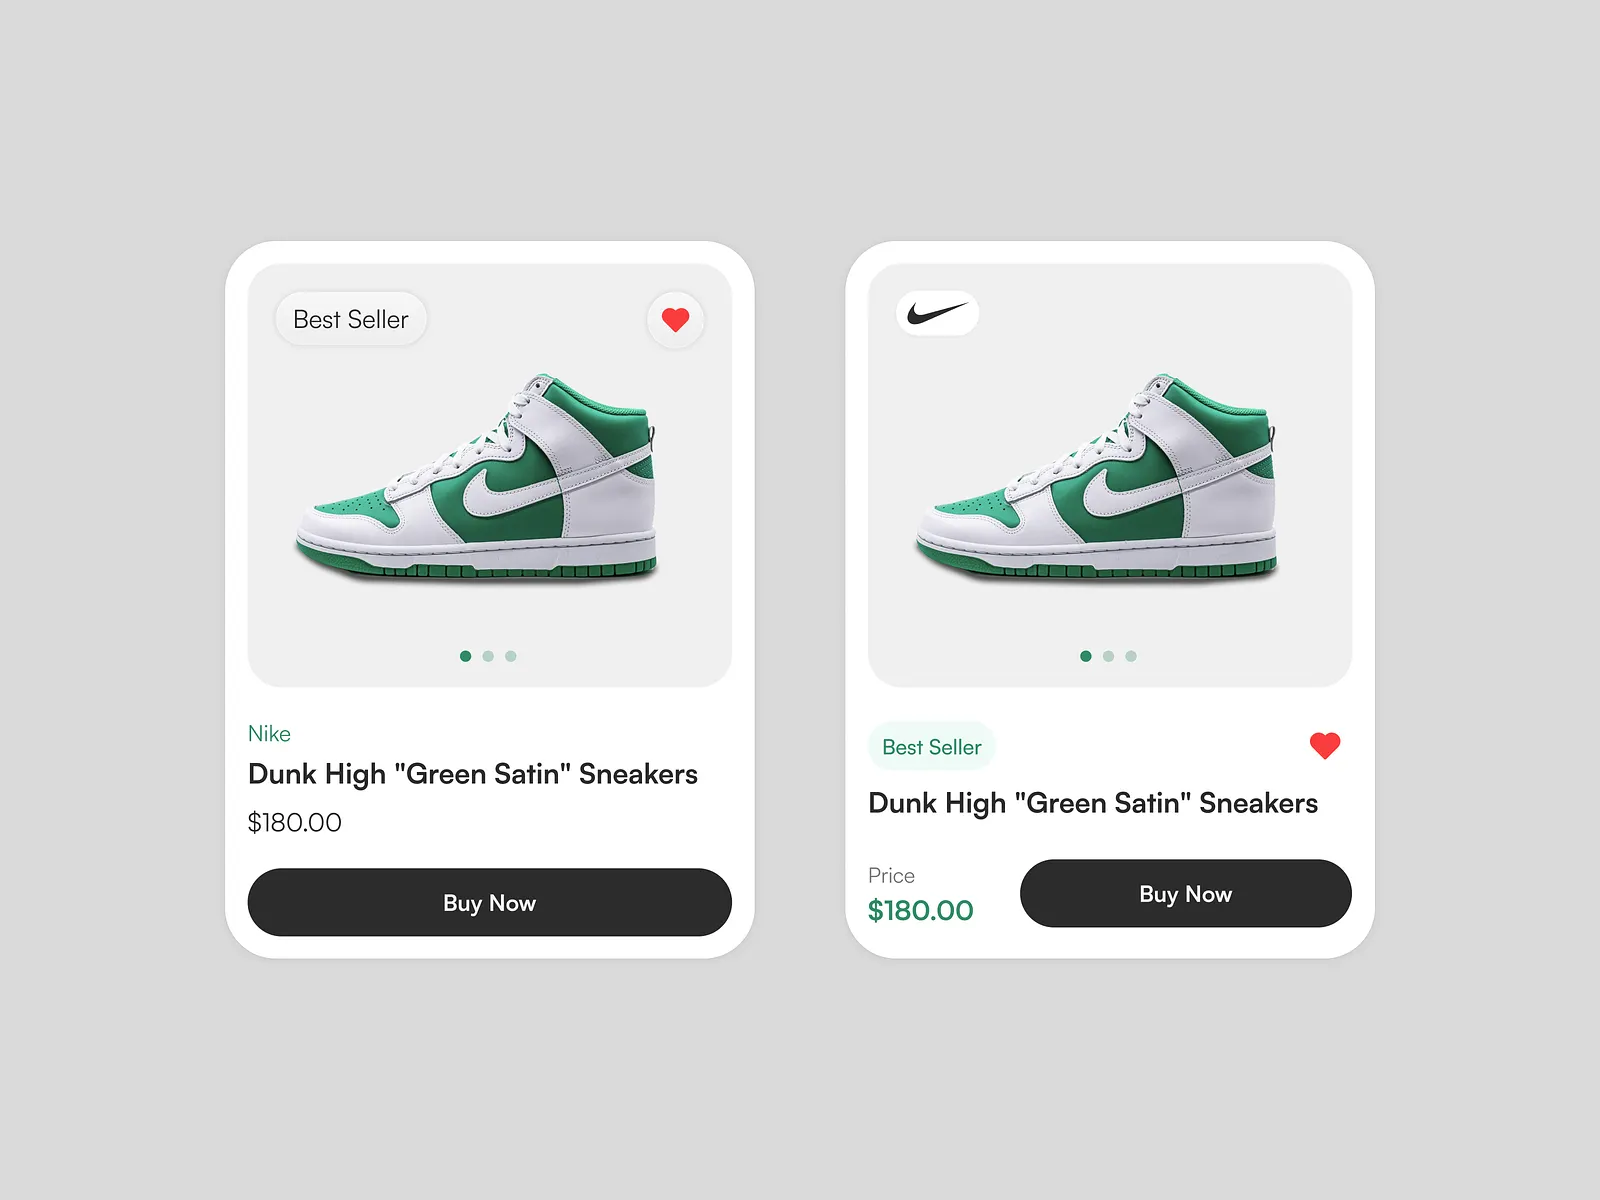 Best Seller
Nike
Dunk High "Green Satin" Sneakers
$180.00
Buy Now
Best Seller
Dunk High "Green Satin" Sneakers
Price
$180.00
Buy Now